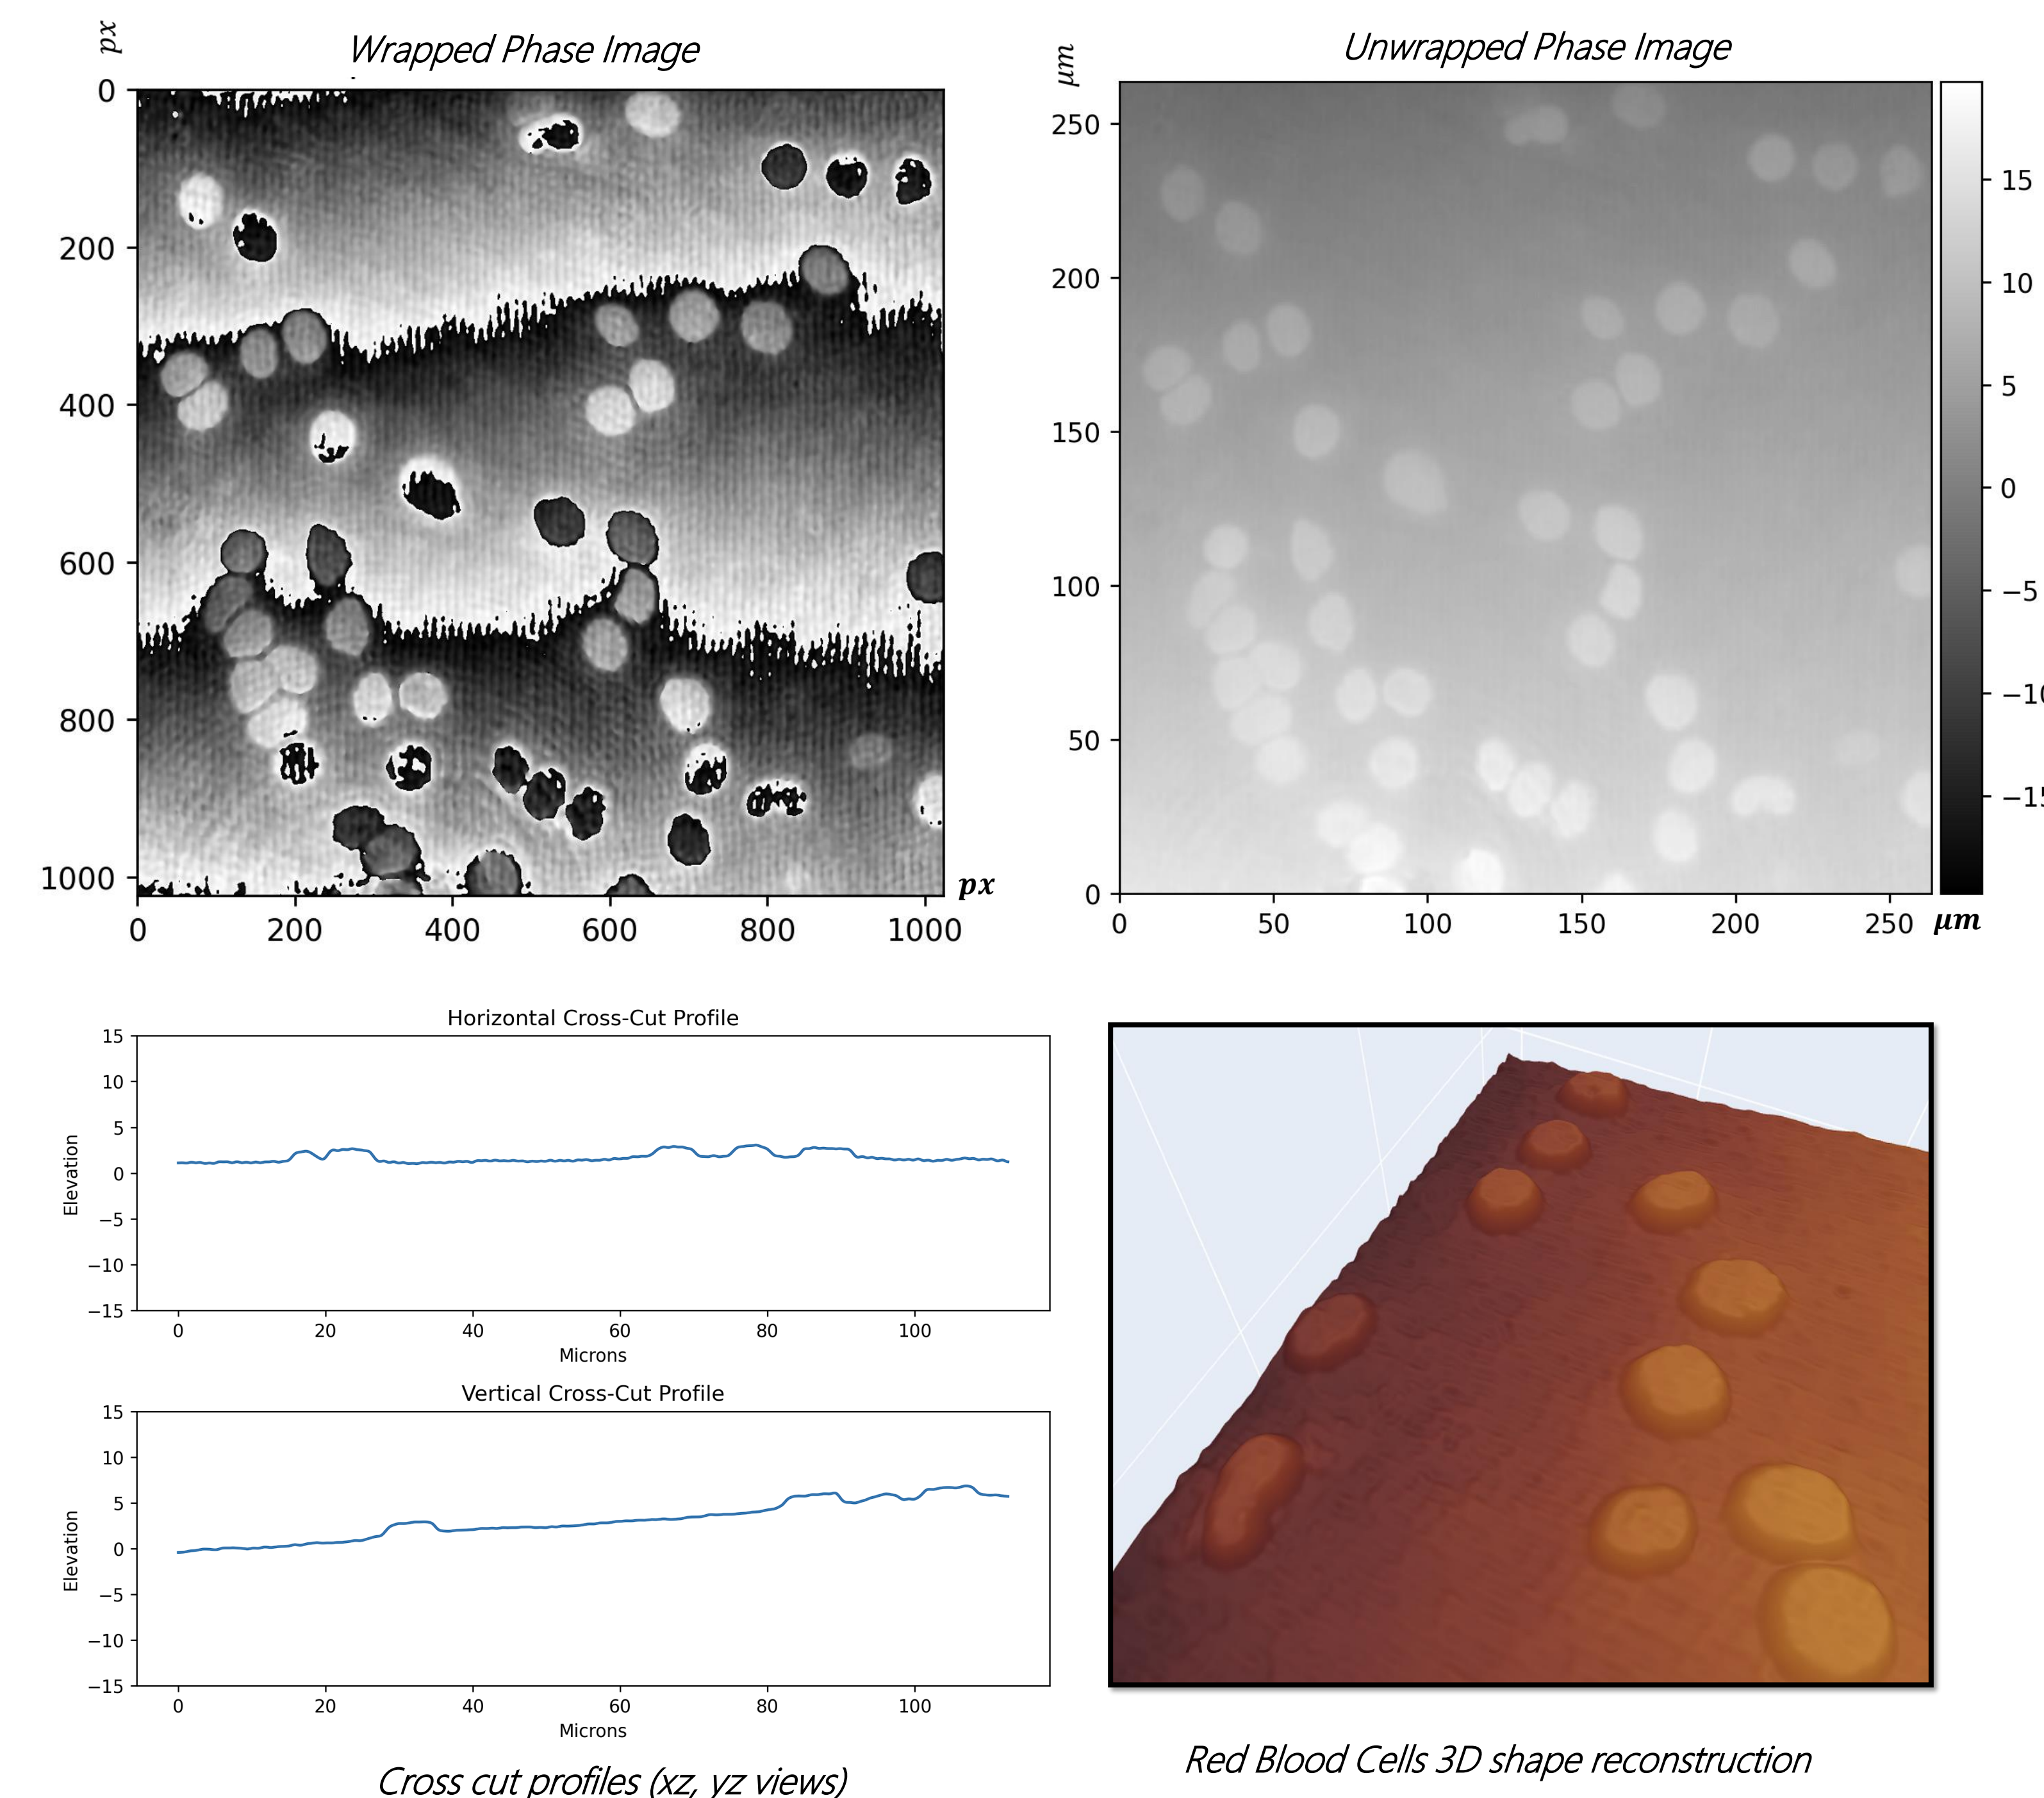 px
Wrapped Phase Image
0
200
400
600
800
1000
px
0 200 400 600 800 1000
μm
Unwrapped Phase Image
250
200
150
100
50
0
0 50 100 150 200 250 μm
15
10
5
0
−5
−10
−15
Horizontal Cross-Cut Profile
15
10
5
0
−5
−10
−15
Elevation
0 20 40 60 80 100
Microns
Vertical Cross-Cut Profile
15
10
5
0
−5
−10
−15
Elevation
0 20 40 60 80 100
Microns
Cross cut profiles (xz, yz views)
Red Blood Cells 3D shape reconstruction